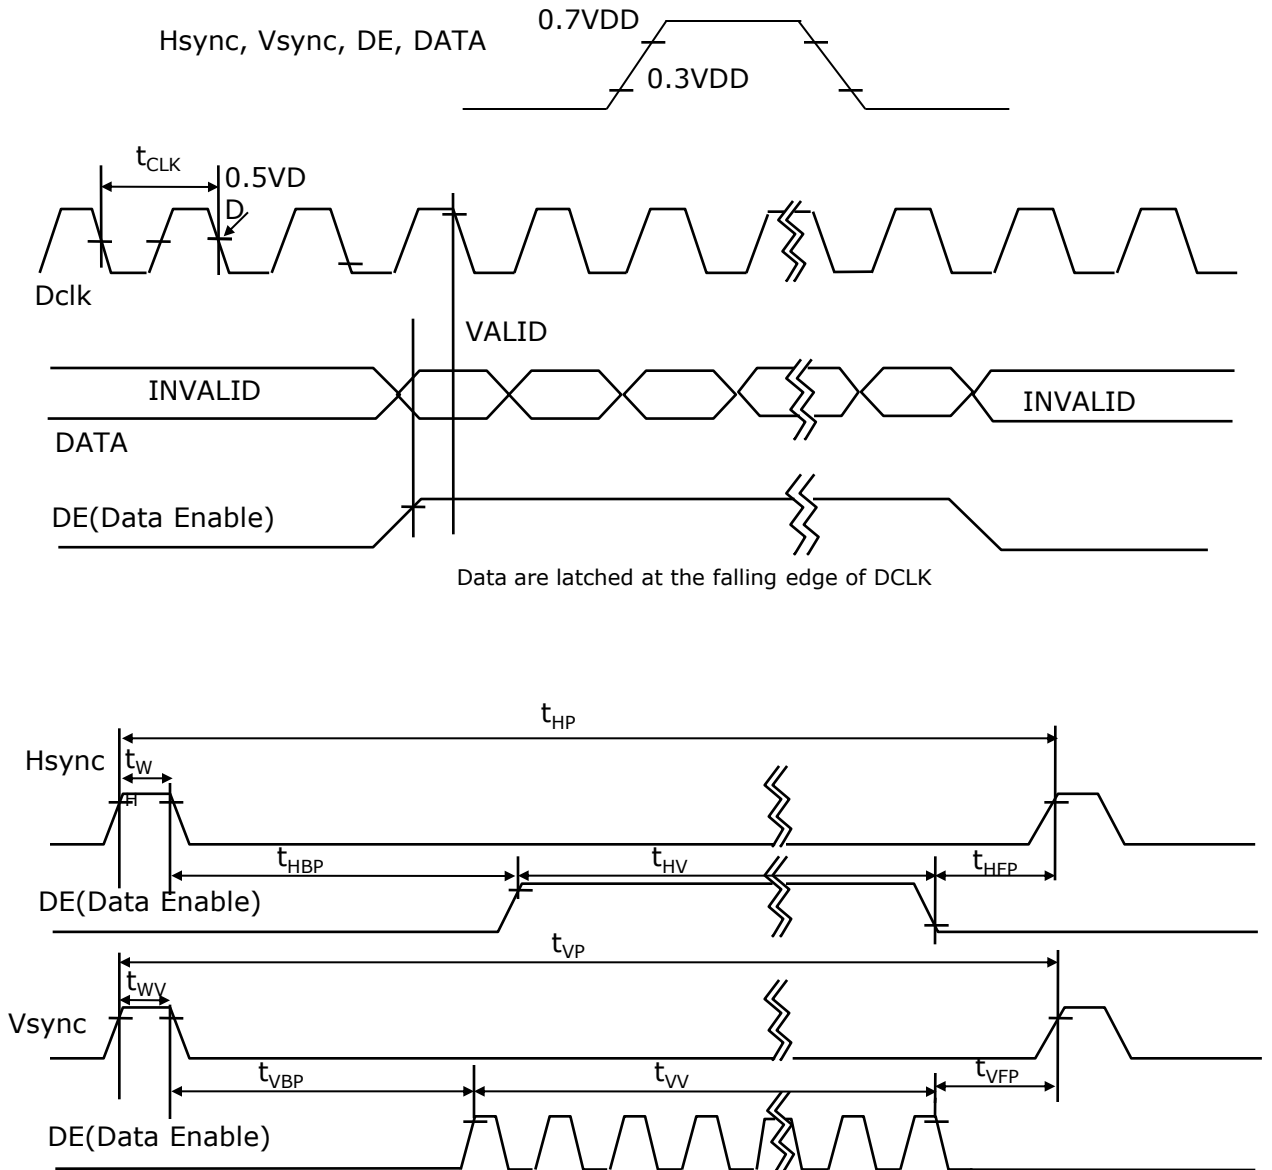 0.7VDD
Hsync, Vsync, DE, DATA
0.3VDD
tCLK
0.5VD
D
Dclk
VALID
INVALID
INVALID
DATA
DE(Data Enable)
Data are latched at the falling edge of DCLK
tHP
Hsync
tW
H
tHBP
tHV
tHFP
DE(Data Enable)
tVP
tWV
Vsync
tVBP
tVV
tVFP
DE(Data Enable)